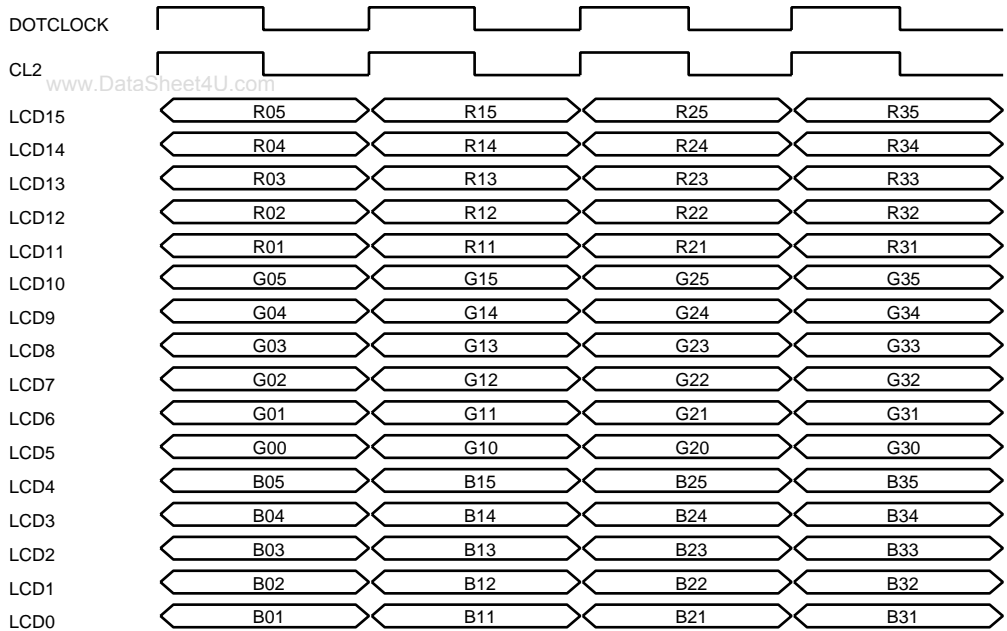 DOTCLOCK
CL2
www.DataSheet4U.com
LCD15 R05 R15 R25 R35
LCD14 R04 R14 R24 R34
LCD13 R03 R13 R23 R33
LCD12 R02 R12 R22 R32
LCD11 R01 R11 R21 R31
LCD10 G05 G15 G25 G35
LCD9 G04 G14 G24 G34
LCD8 G03 G13 G23 G33
LCD7 G02 G12 G22 G32
LCD6 G01 G11 G21 G31
LCD5 G00 G10 G20 G30
LCD4 B05 B15 B25 B35
LCD3 B04 B14 B24 B34
LCD2 B03 B13 B23 B33
LCD1 B02 B12 B22 B32
LCD0 B01 B11 B21 B31